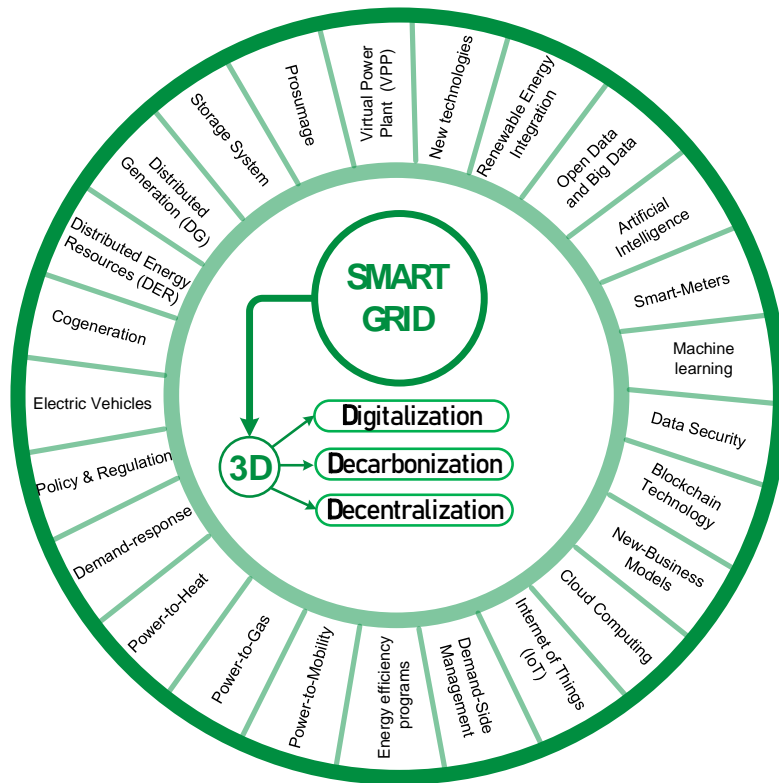 SMART
GRID
3D
Digitalization
Decarbonization
Decentralization
Virtual Power
Plant (VPP)
New technologies
Renewable Energy
Integration
Open Data
and Big Data
Artificial
Intelligence
Smart-Meters
Machine
learning
Data Security
Blockchain
Technology
New-Business
Models
Cloud Computing
Internet of Things
(IoT)
Demand-Side
Management
Energy efficiency
programs
Power-to-Mobility
Power-to-Gas
Power-to-Heat
Demand-response
Policy & Regulation
Electric Vehicles
Cogeneration
Distributed Energy
Resources (DER)
Distributed
Generation (DG)
Storage System
Prosumage